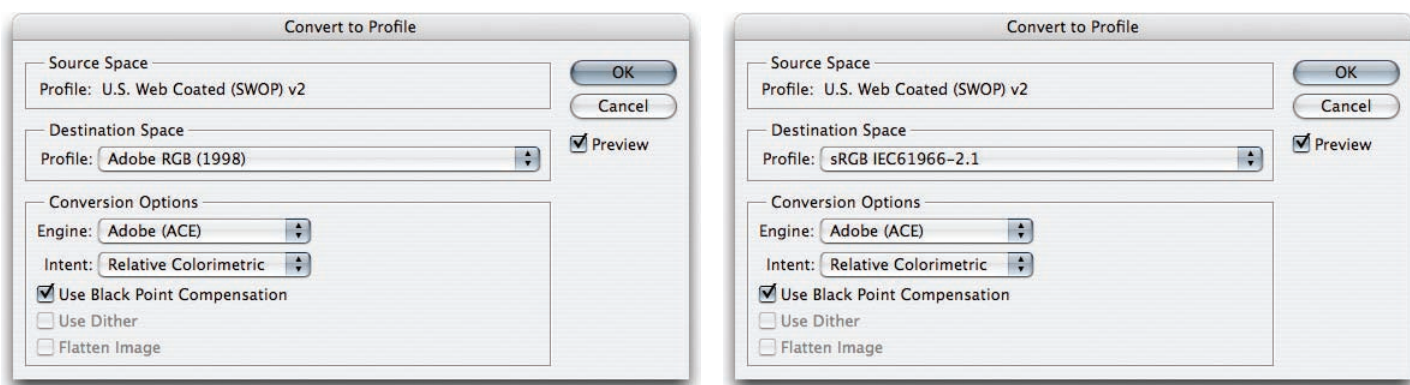 Convert to Profile
Source Space
Profile: U.S. Web Coated (SWOP) v2
Destination Space
Profile: Adobe RGB (1998)
Conversion Options
Engine: Adobe (ACE)
Intent: Relative Colorimetric
Use Black Point Compensation
Use Dither
Flatten Image
OK
Cancel
Preview
Convert to Profile
Source Space
Profile: U.S. Web Coated (SWOP) v2
Destination Space
Profile: sRGB IEC61966-2.1
Conversion Options
Engine: Adobe (ACE)
Intent: Relative Colorimetric
Use Black Point Compensation
Use Dither
Flatten Image
OK
Cancel
Preview